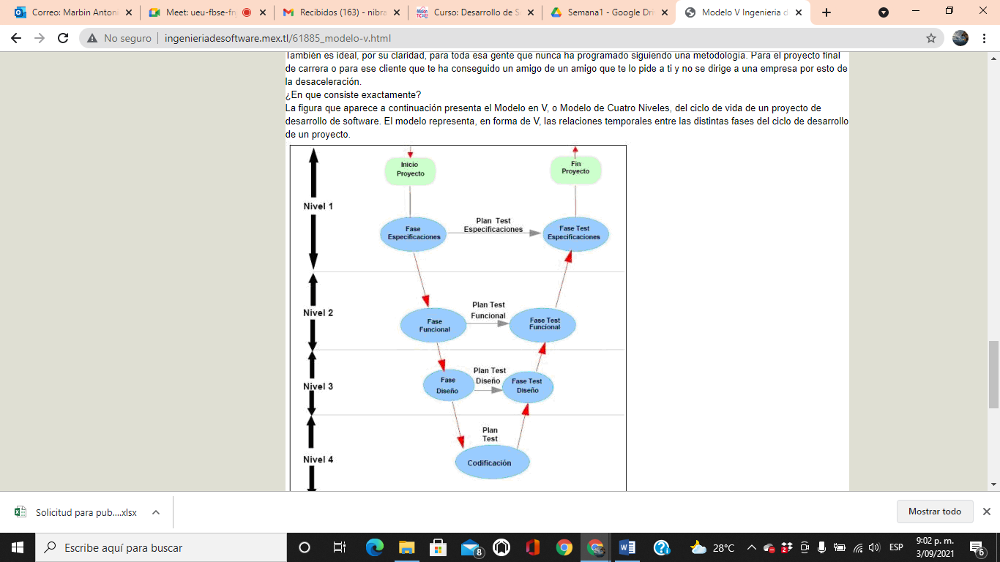 Correo: Marbin Antoni
Meet: ueu-fbse-fn
Recibidos (163) - nibra
Curso: Desarrollo de S
Semana1 - Google Dri
Modelo V Ingenieria d
No seguro
ingenieriadesoftware.mex.tl/61885_modelo-v.html
También es ideal, por su claridad, para toda esa gente que nunca ha programado siguiendo una metodología. Para el proyecto final
de carrera o para ese cliente que te ha conseguido un amigo de un amigo que te lo pide a ti y no se dirige a una empresa por esto de
la desaceleración.
¿En que consiste exactamente?
La figura que aparece a continuación presenta el Modelo en V, o Modelo de Cuatro Niveles, del ciclo de vida de un proyecto de
desarrollo de software. El modelo representa, en forma de V, las relaciones temporales entre las distintas fases del ciclo de desarrollo
de un proyecto.
Inicio
Proyecto
Fin
Proyecto
Nivel 1
Fase
Especificaciones
Plan Test
Especificaciones
Fase Test
Especificaciones
Nivel 2
Fase
Funcional
Plan Test
Funcional
Fase Test
Funcional
Nivel 3
Fase
Diseño
Plan Test
Diseño
Fase Test
Diseño
Plan
Test
Nivel 4
Codificación
Solicitud para pub....xlsx
Mostrar todo
Escribe aquí para buscar
8
28°C
2
ESP
9:02 p. m.
3/09/2021
6